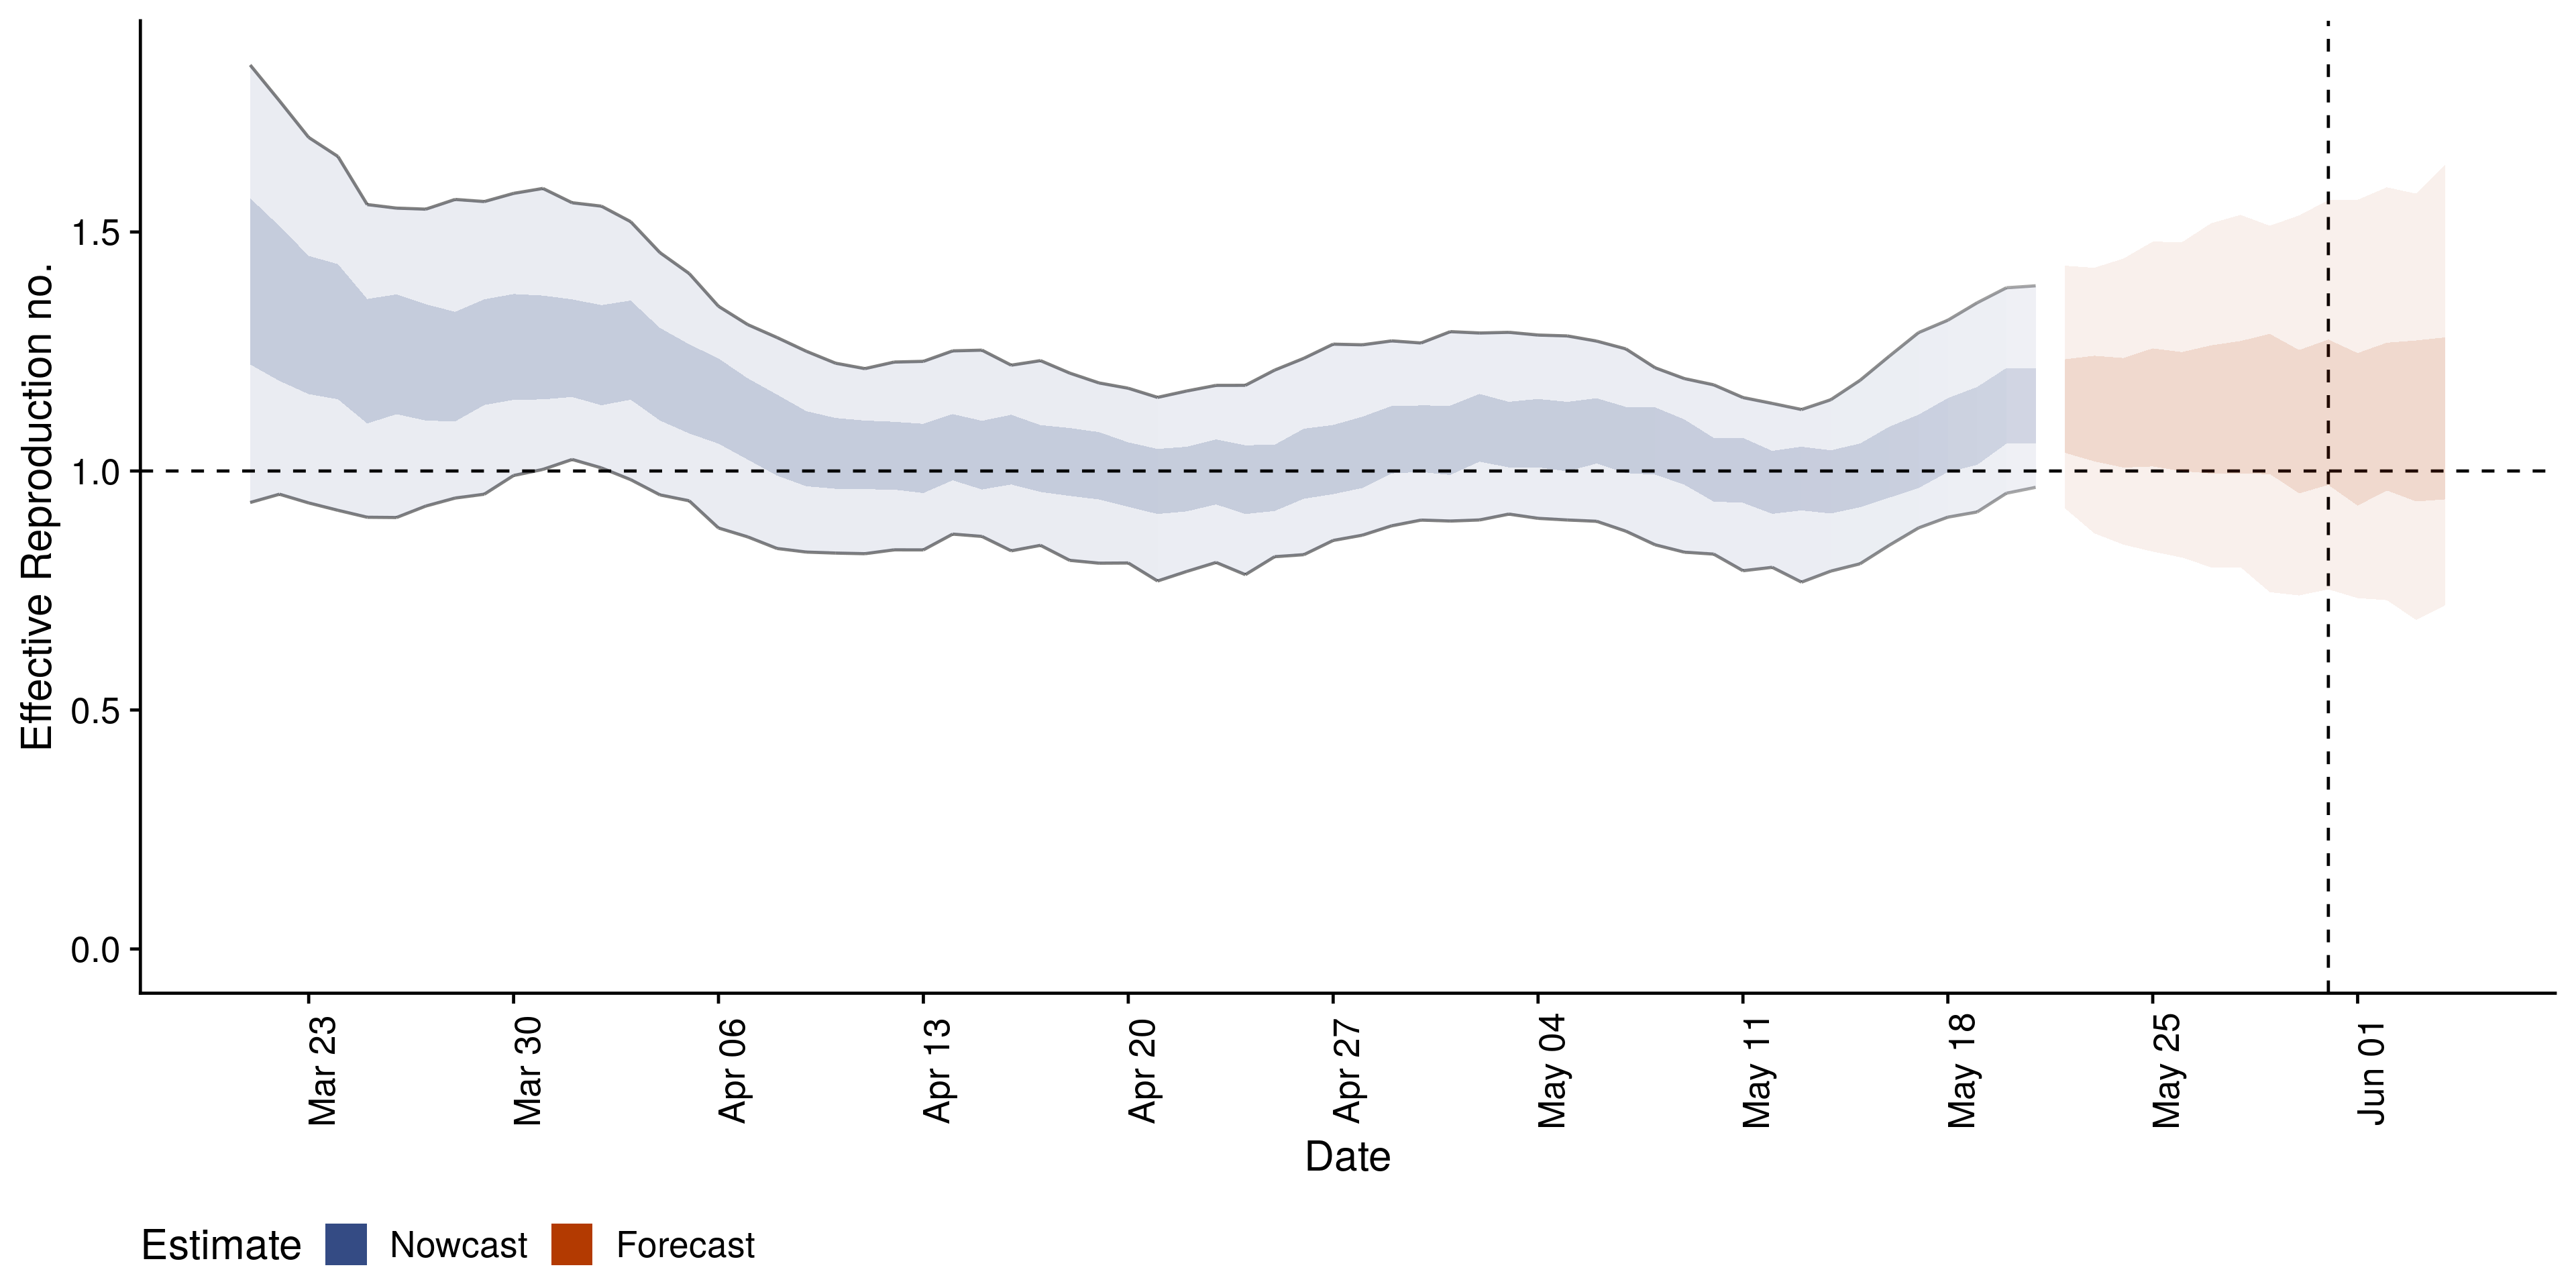 Effective Reproduction no.
1.5
1.0
0.5
0.0
Mar 23
Mar 30
Apr 06
Apr 13
Apr 20
Apr 27
May 04
May 11
May 18
May 25
Jun 01
Date
Estimate Nowcast Forecast